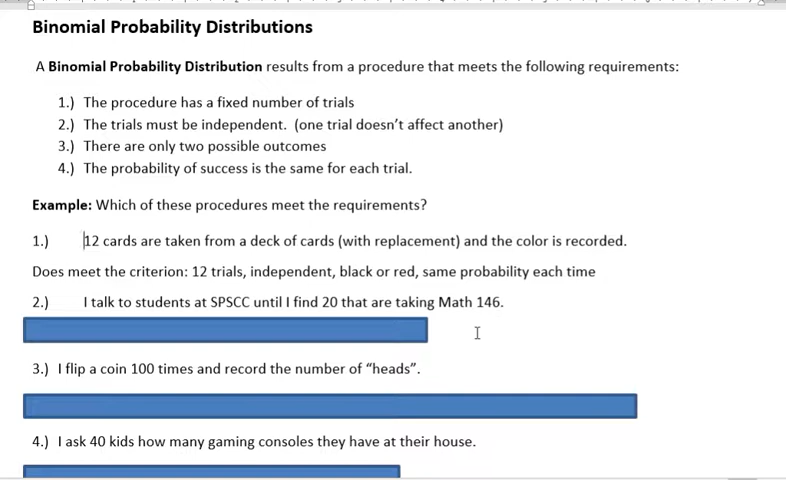 Binomial Probability Distributions
A Binomial Probability Distribution results from a procedure that meets the following requirements:
1.) The procedure has a fixed number of trials
2.) The trials must be independent. (one trial doesn't affect another)
3.) There are only two possible outcomes
4.) The probability of success is the same for each trial.
Example: Which of these procedures meet the requirements?
1.) 12 cards are taken from a deck of cards (with replacement) and the color is recorded.
Does meet the criterion: 12 trials, independent, black or red, same probability each time
2.) I talk to students at SPSCC until I find 20 that are taking Math 146.
3.) I flip a coin 100 times and record the number of “heads”.
4.) I ask 40 kids how many gaming consoles they have at their house.